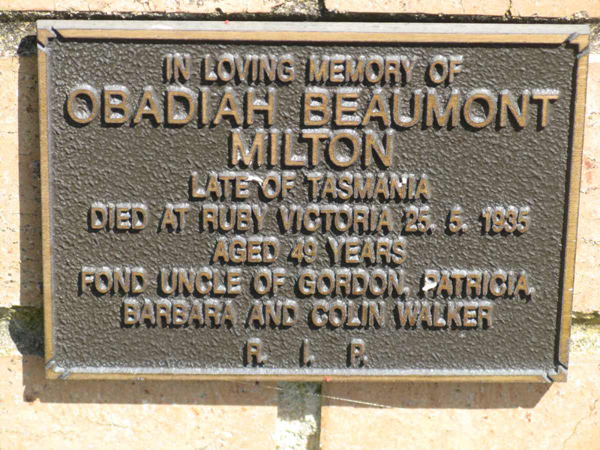 IN LOVING MEMORY OF
OBADIAH BEAUMONT
MILTON
LATE OF TASMANIA
DIED AT RUBY VICTORIA 25. 5. 1935
AGED 49 YEARS
FOND UNCLE OF GORDON, PATRICIA,
BARBARA AND COLIN WALKER
R. I. P.